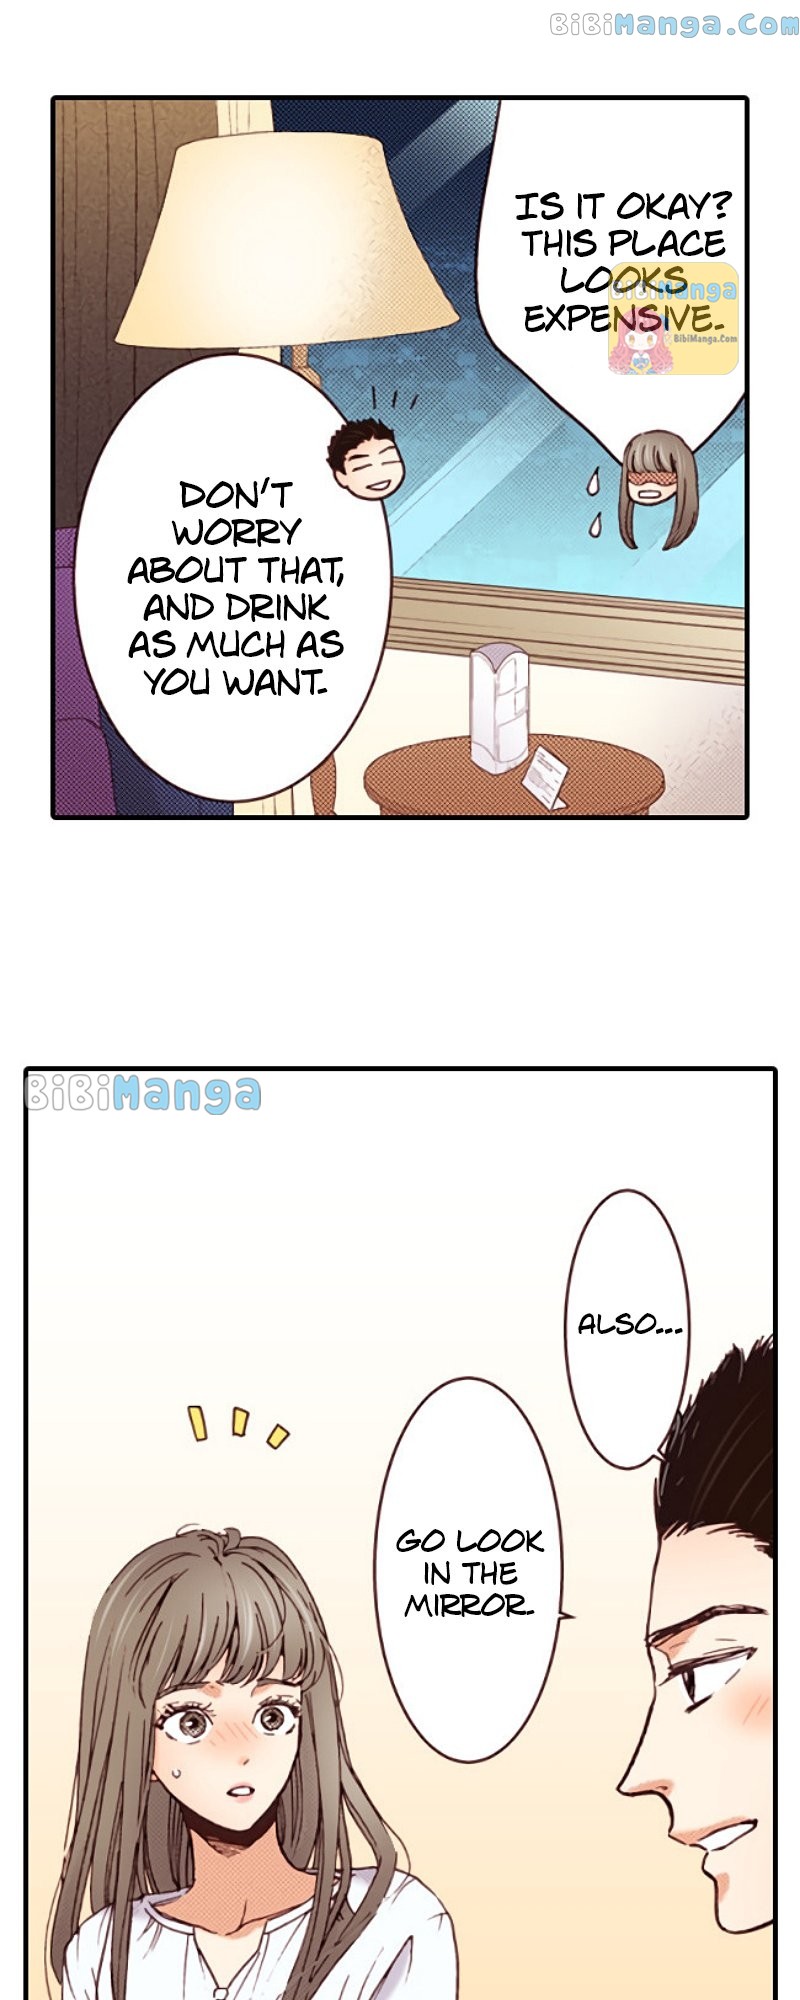 BiBiManga.Com
IS IT OKAY?
THIS PLACE
LOOKS
EXPENSIVE.
BibiManga
BibiManga.Com
DON'T
WORRY
ABOUT THAT,
AND DRINK
AS MUCH AS
YOU WANT.
BiBiManga
ALSO...
GO LOOK
IN THE
MIRROR.